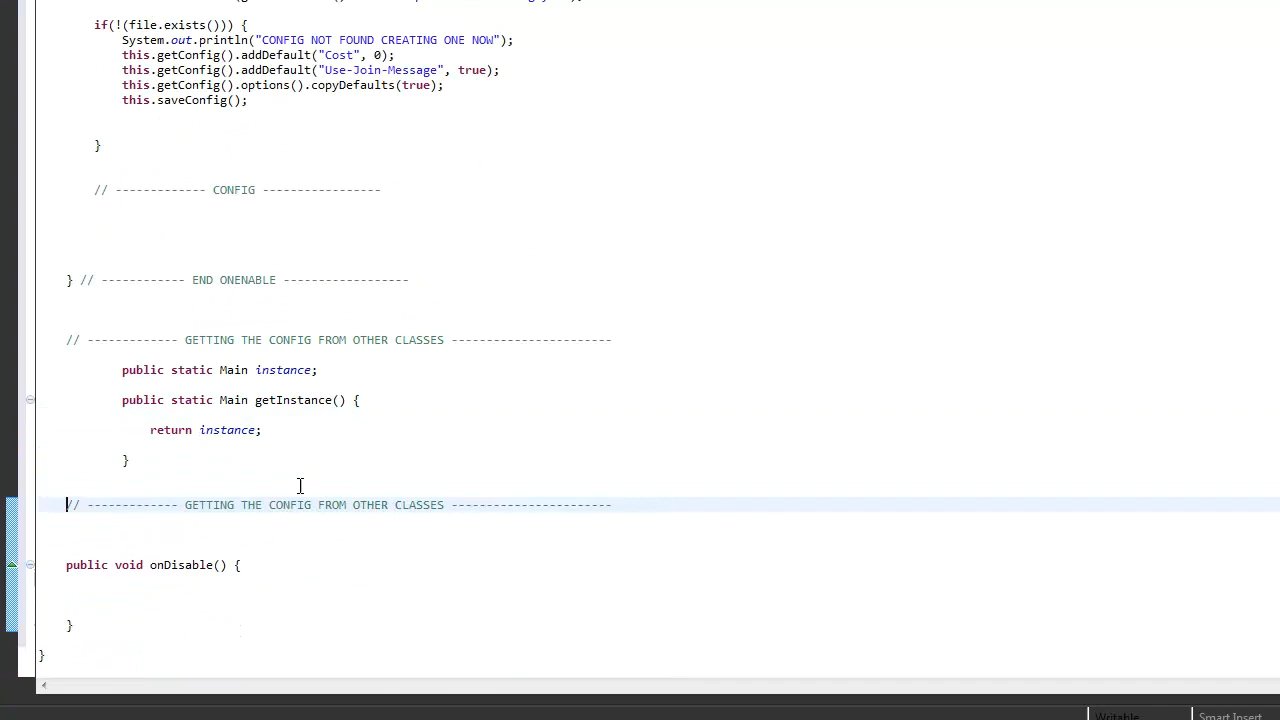 if(!(file.exists())) {
System.out.println("CONFIG NOT FOUND CREATING ONE NOW");
this.getConfig().addDefault("Cost", 0);
this.getConfig().addDefault("Use-Join-Message", true);
this.getConfig().options().copyDefaults(true);
this.saveConfig();
}
// ------------- CONFIG -----------------
} // ------------ END ONENABLE ------------------
// ------------- GETTING THE CONFIG FROM OTHER CLASSES -----------------------
public static Main instance;
public static Main getInstance() {
return instance;
}
// ------------- GETTING THE CONFIG FROM OTHER CLASSES -----------------------
public void onDisable() {
}
}
Writable
Smart Insert